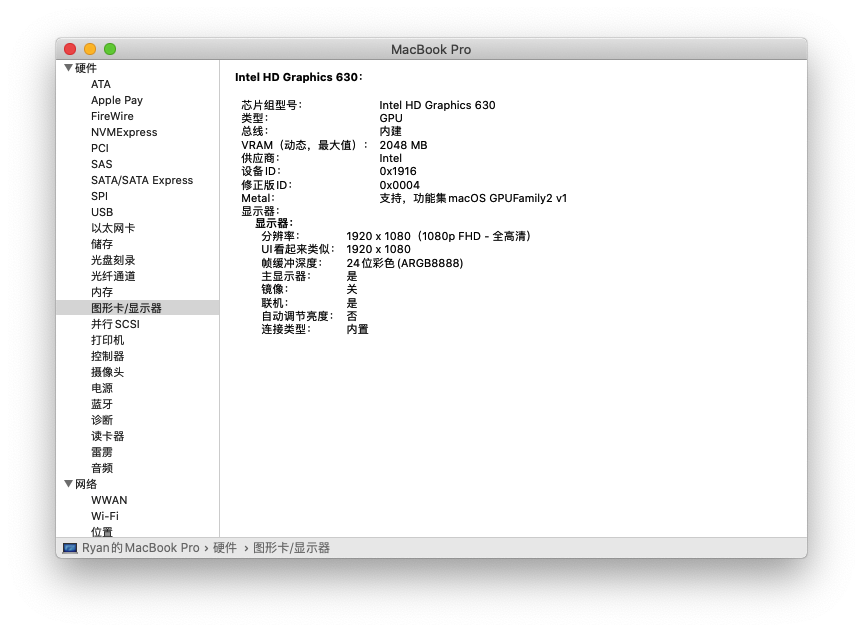 MacBook Pro
硬件
ATA
Apple Pay
FireWire
NVMExpress
PCI
SAS
SATA/SATA Express
SPI
USB
以太网卡
储存
光盘刻录
光纤通道
内存
图形卡/显示器
并行SCSI
打印机
控制器
摄像头
电源
蓝牙
诊断
读卡器
雷雳
音频
网络
WWAN
Wi-Fi
位置
Intel HD Graphics 630:
芯片组型号: Intel HD Graphics 630
类型: GPU
总线: 内建
VRAM（动态，最大值）: 2048 MB
供应商: Intel
设备ID: 0x1916
修正版ID: 0x0004
Metal: 支持，功能集macOS GPUFamily2 v1
显示器:
显示器:
分辨率: 1920 x 1080（1080p FHD - 全高清）
UI看起来类似: 1920 x 1080
帧缓冲深度: 24位彩色 (ARGB8888)
主显示器: 是
镜像: 关
联机: 是
自动调节亮度: 否
连接类型: 内置
Ryan的MacBook Pro › 硬件 › 图形卡/显示器